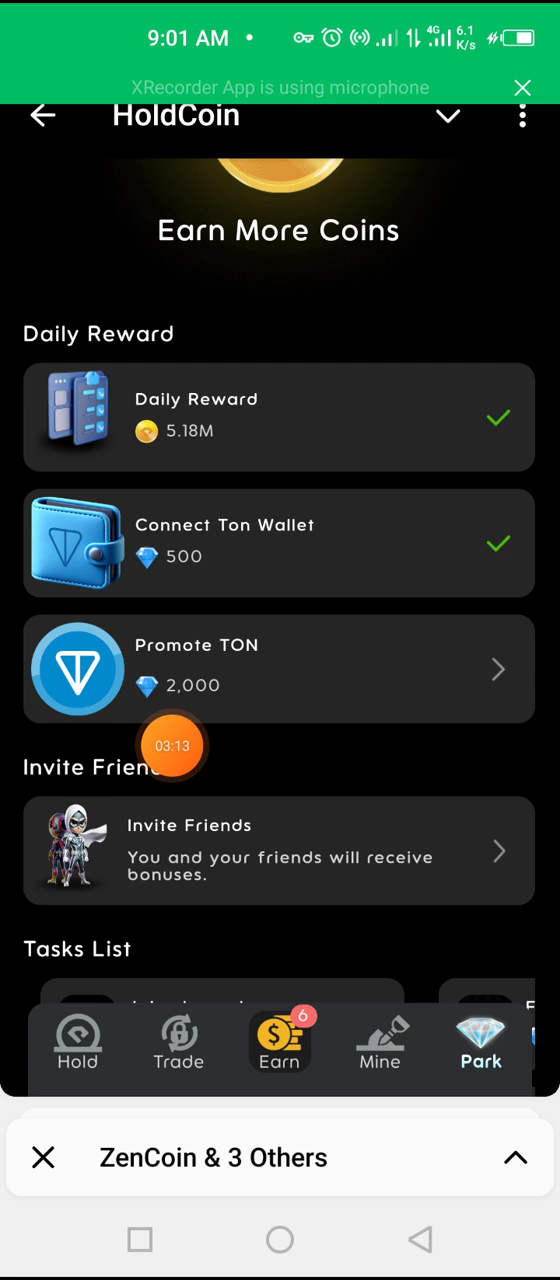 9:01 AM
4G
6.1
K/s
XRecorder App is using microphone
HoldCoin
Earn More Coins
Daily Reward
Daily Reward
5.18M
Connect Ton Wallet
500
Promote TON
2,000
03:13
Invite Frien
Invite Friends
You and your friends will receive
bonuses.
Tasks List
6
Hold
Trade
Earn
Mine
Park
ZenCoin & 3 Others